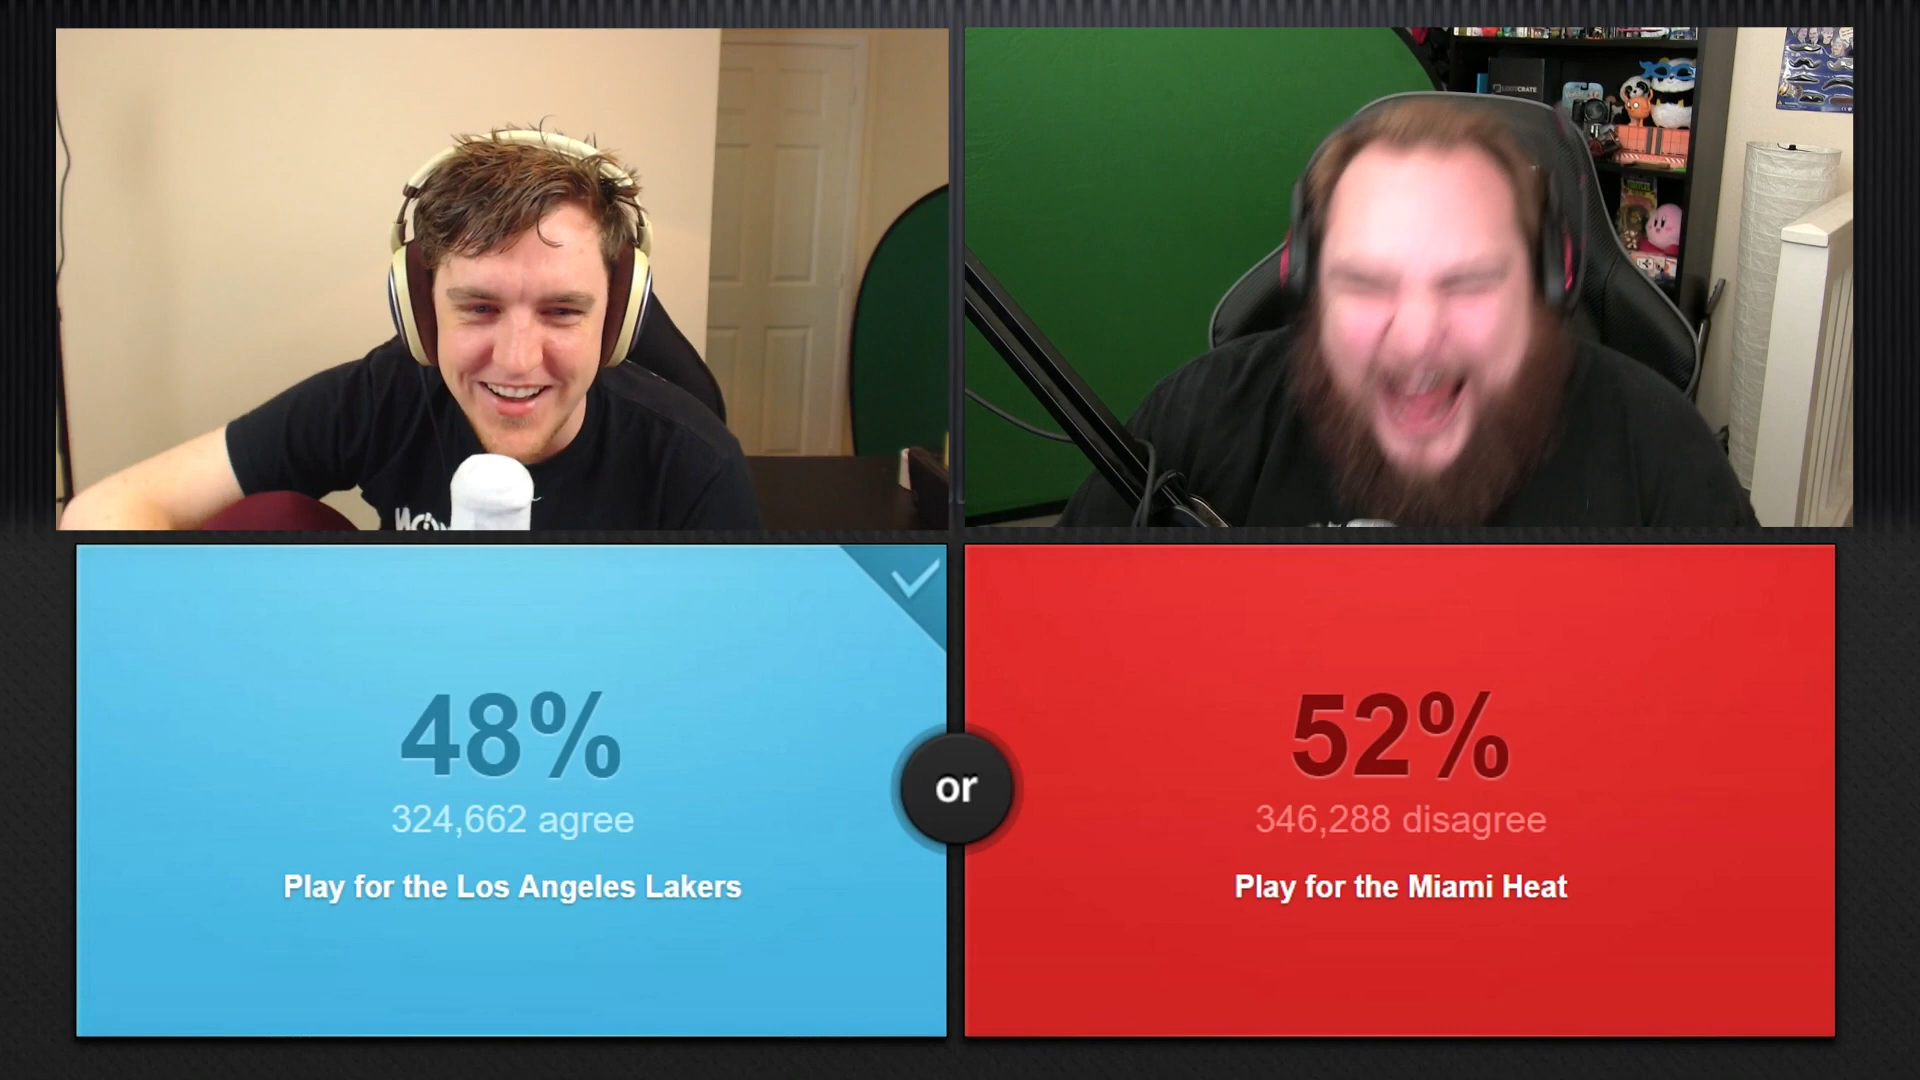 LOOTCRATE
48%
324,662 agree
Play for the Los Angeles Lakers
or
52%
346,288 disagree
Play for the Miami Heat